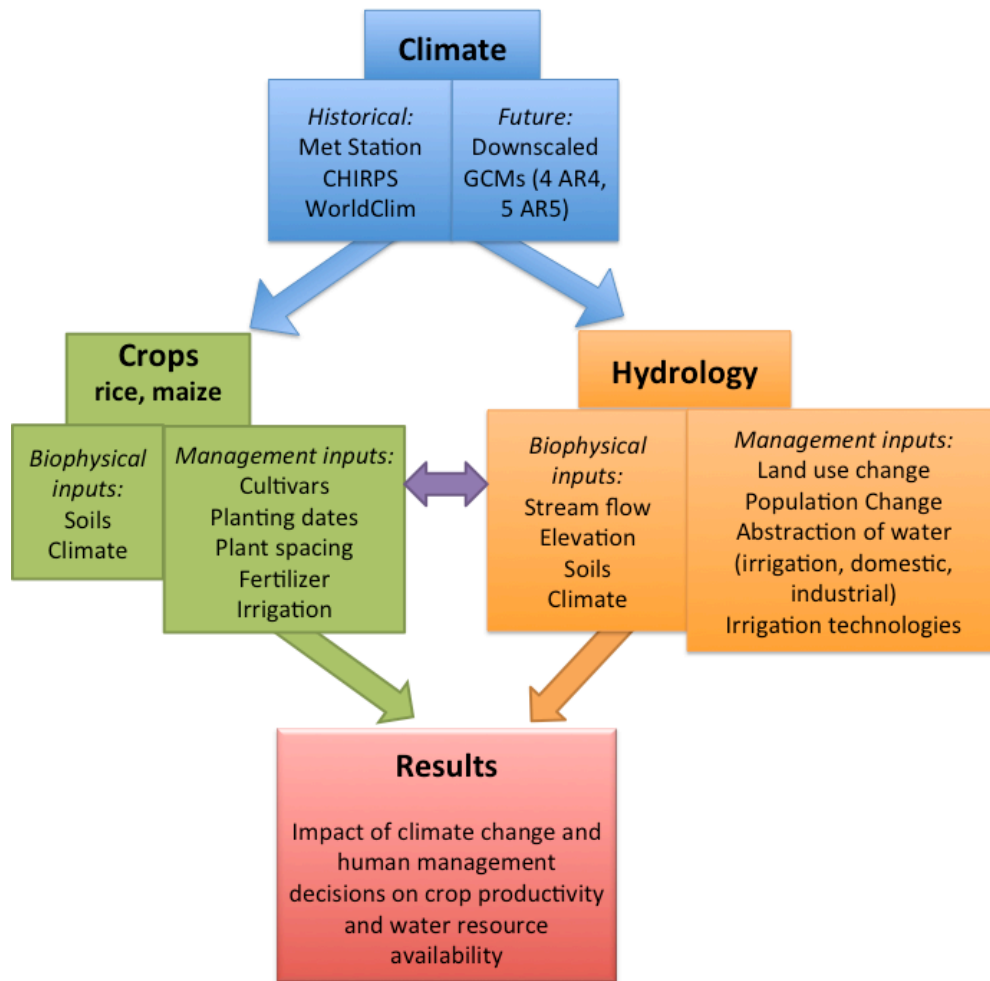 Climate
Historical:
Met Station
CHIRPS
WorldClim
Future:
Downscaled
GCMs (4 AR4,
5 AR5)
Crops
rice, maize
Biophysical
inputs:
Soils
Climate
Management inputs:
Cultivars
Planting dates
Plant spacing
Fertilizer
Irrigation
Hydrology
Biophysical
inputs:
Stream flow
Elevation
Soils
Climate
Management inputs:
Land use change
Population Change
Abstraction of water
(irrigation, domestic,
industrial)
Irrigation technologies
Results
Impact of climate change and
human management
decisions on crop productivity
and water resource
availability